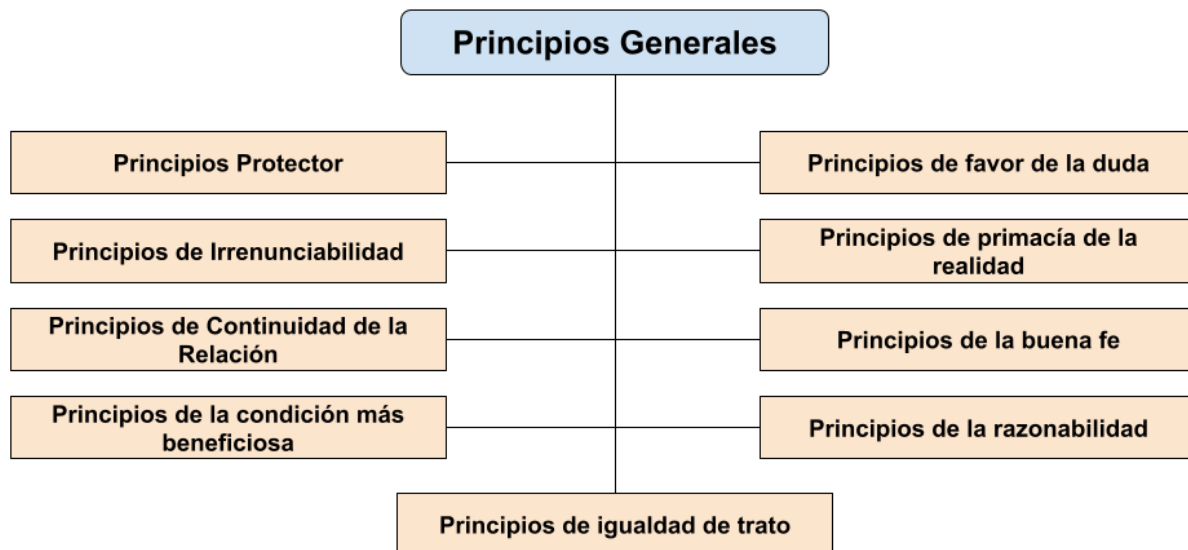 Principios Generales
Principios Protector
Principios de favor de la duda
Principios de Irrenunciabilidad
Principios de primacía de la
realidad
Principios de Continuidad de la
Relación
Principios de la buena fe
Principios de la condición más
beneficiosa
Principios de la razonabilidad
Principios de igualdad de trato